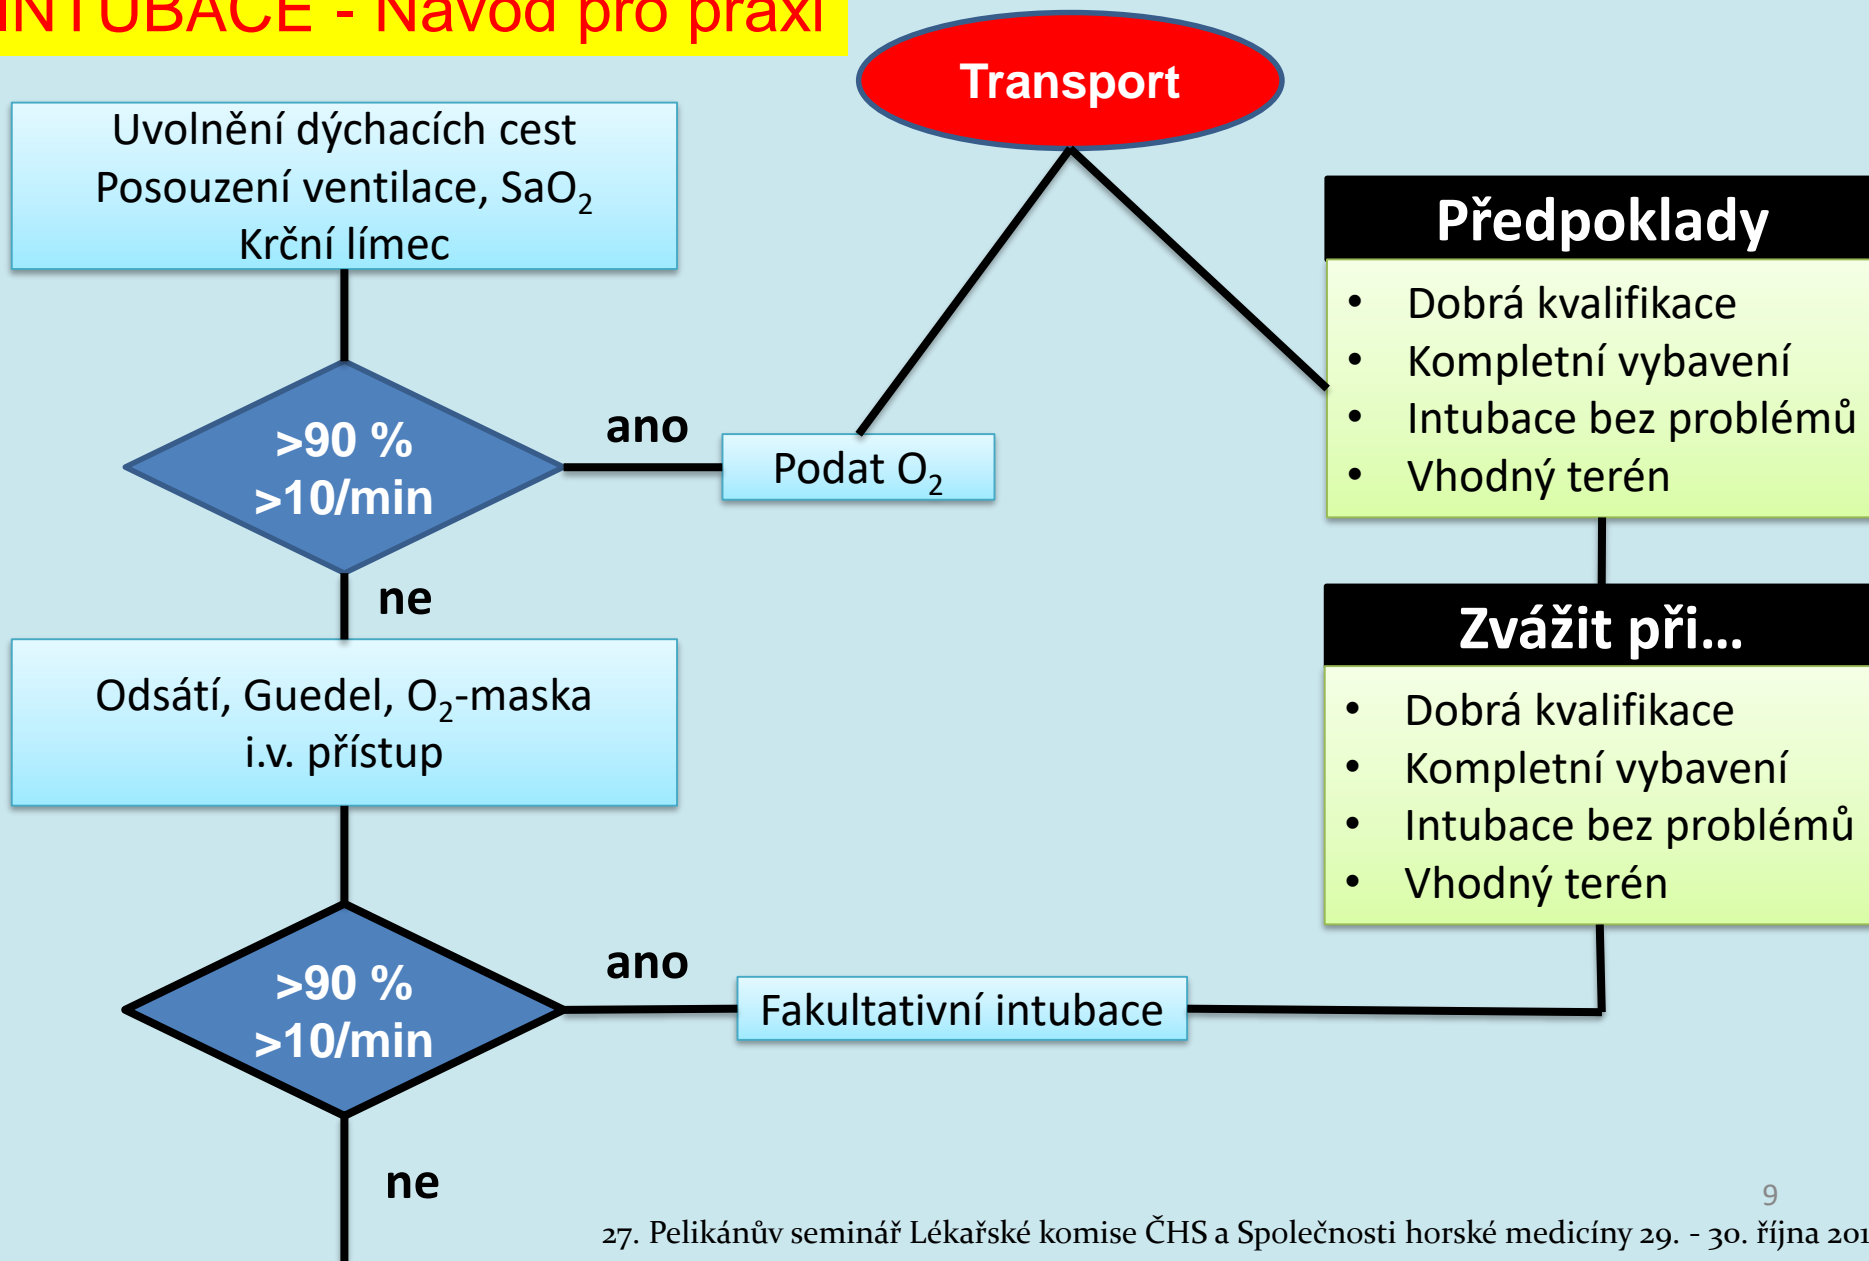 INTUBACE - Návod pro praxi
Transport
Uvolnění dýchacích cest
Posouzení ventilace, SaO2
Krční límec
>90 %
>10/min
ano
Podat O2
ne
Odsátí, Guedel, O2-maska
i.v. přístup
>90 %
>10/min
ano
Fakultativní intubace
ne
Předpoklady
• Dobrá kvalifikace
• Kompletní vybavení
• Intubace bez problémů
• Vhodný terén
Zvážit při...
• Dobrá kvalifikace
• Kompletní vybavení
• Intubace bez problémů
• Vhodný terén
9
27. Pelikánův seminář Lékařské komise ČHS a Společnosti horské medicíny 29. - 30. října 201